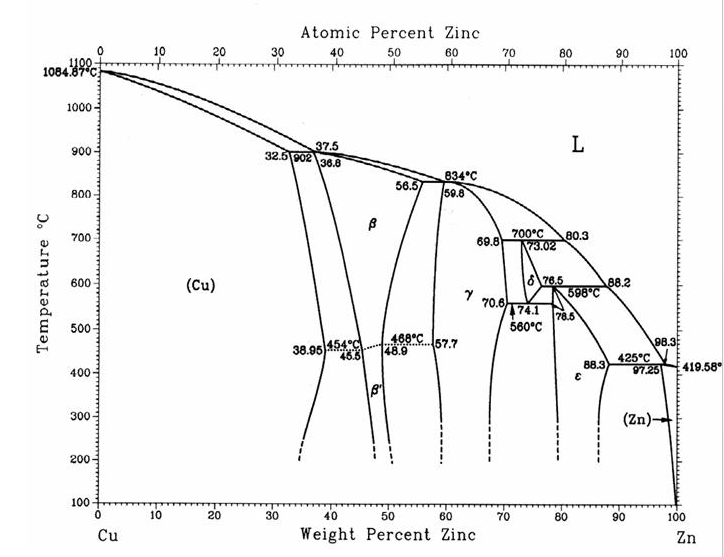 Atomic Percent Zinc
0 10 20 30 40 50 60 70 80 90 100
1100
1084.87°C
1000
900
800
700
600
500
400
300
200
100
Temperature °C
37.5
32.5 902 36.8
L
834°C
56.5 59.8
β
700°C
69.8 73.02 80.3
(Cu)
δ 76.5 88.2
598°C
γ 70.6 74.1 78.5
560°C
454°C 468°C 57.7
38.95 45.5 48.9
98.3
425°C
88.3 97.25 419.58°
β'
ε
(Zn)
0 10 20 30 40 50 60 70 80 90 100
Cu Weight Percent Zinc Zn